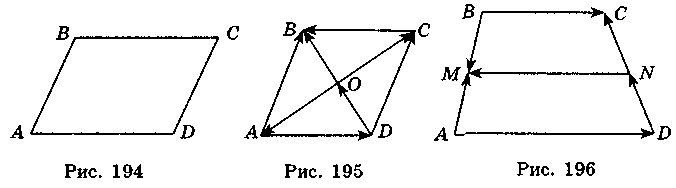 B C A D
Рис. 194
B C O A D
Рис. 195
B C M N A D
Рис. 196